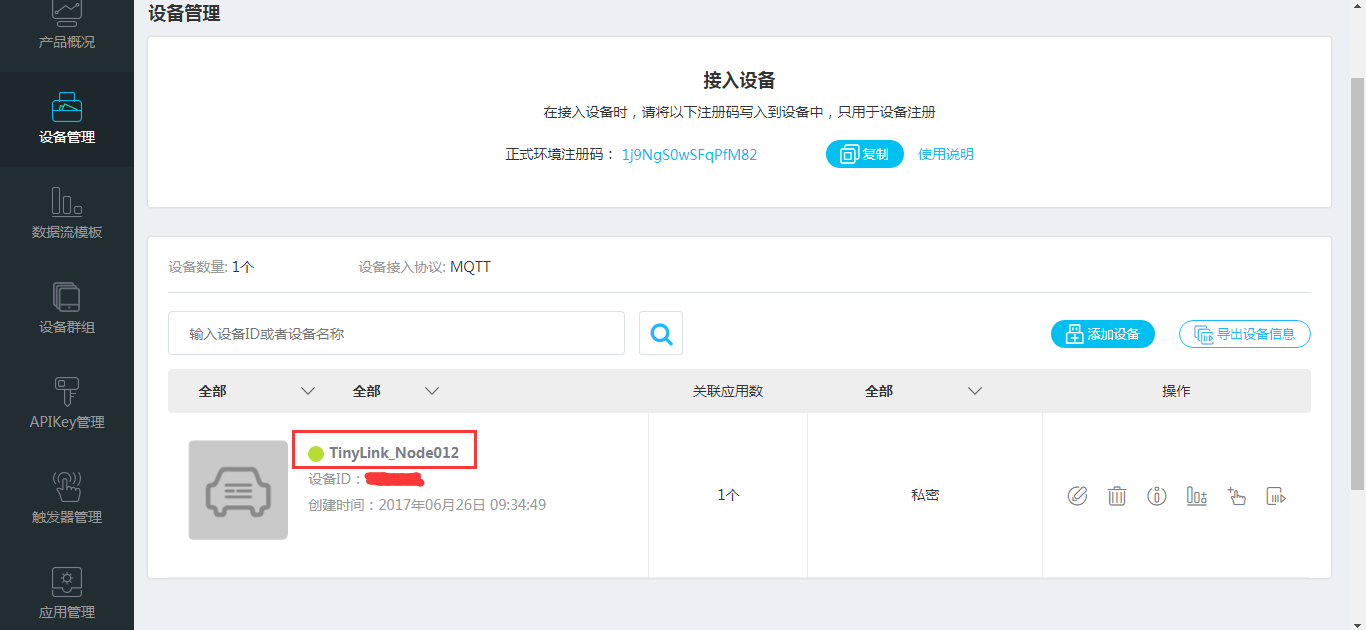 产品概况
设备管理
数据流模板
设备群组
APIKey管理
触发器管理
应用管理
设备管理
接入设备
在接入设备时，请将以下注册码写入到设备中，只用于设备注册
正式环境注册码： 1j9NgS0wSFqPfM82 复制 使用说明
设备数量: 1个 设备接入协议: MQTT
输入设备ID或者设备名称 添加设备 导出设备信息
全部 全部 关联应用数 全部 操作
TinyLink_Node012
设备ID：
创建时间：2017年06月26日 09:34:49
1个 私密